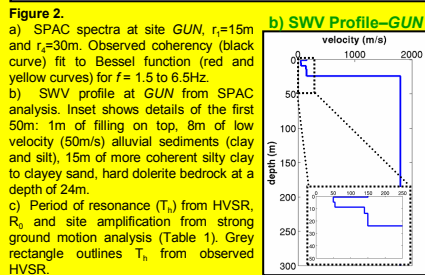 Figure 2.
a) SPAC spectra at site GUN, r₁=15m
and r₄=30m. Observed coherency (black
curve) fit to Bessel function (red and
yellow curves) for f = 1.5 to 6.5Hz.
b) SWV profile at GUN from SPAC
analysis. Inset shows details of the first
50m: 1m of filling on top, 8m of low
velocity (50m/s) alluvial sediments (clay
and silt), 15m of more coherent silty clay
to clayey sand, hard dolerite bedrock at a
depth of 24m.
c) Period of resonance (Tₕ) from HVSR,
R₀ and site amplification from strong
ground motion analysis (Table 1). Grey
rectangle outlines Tₕ from observed
HVSR.
b) SWV Profile–GUN
velocity (m/s)
0 1000 2000
depth (m)
0
50
100
150
200
250
300
0 50 100 150 200 250